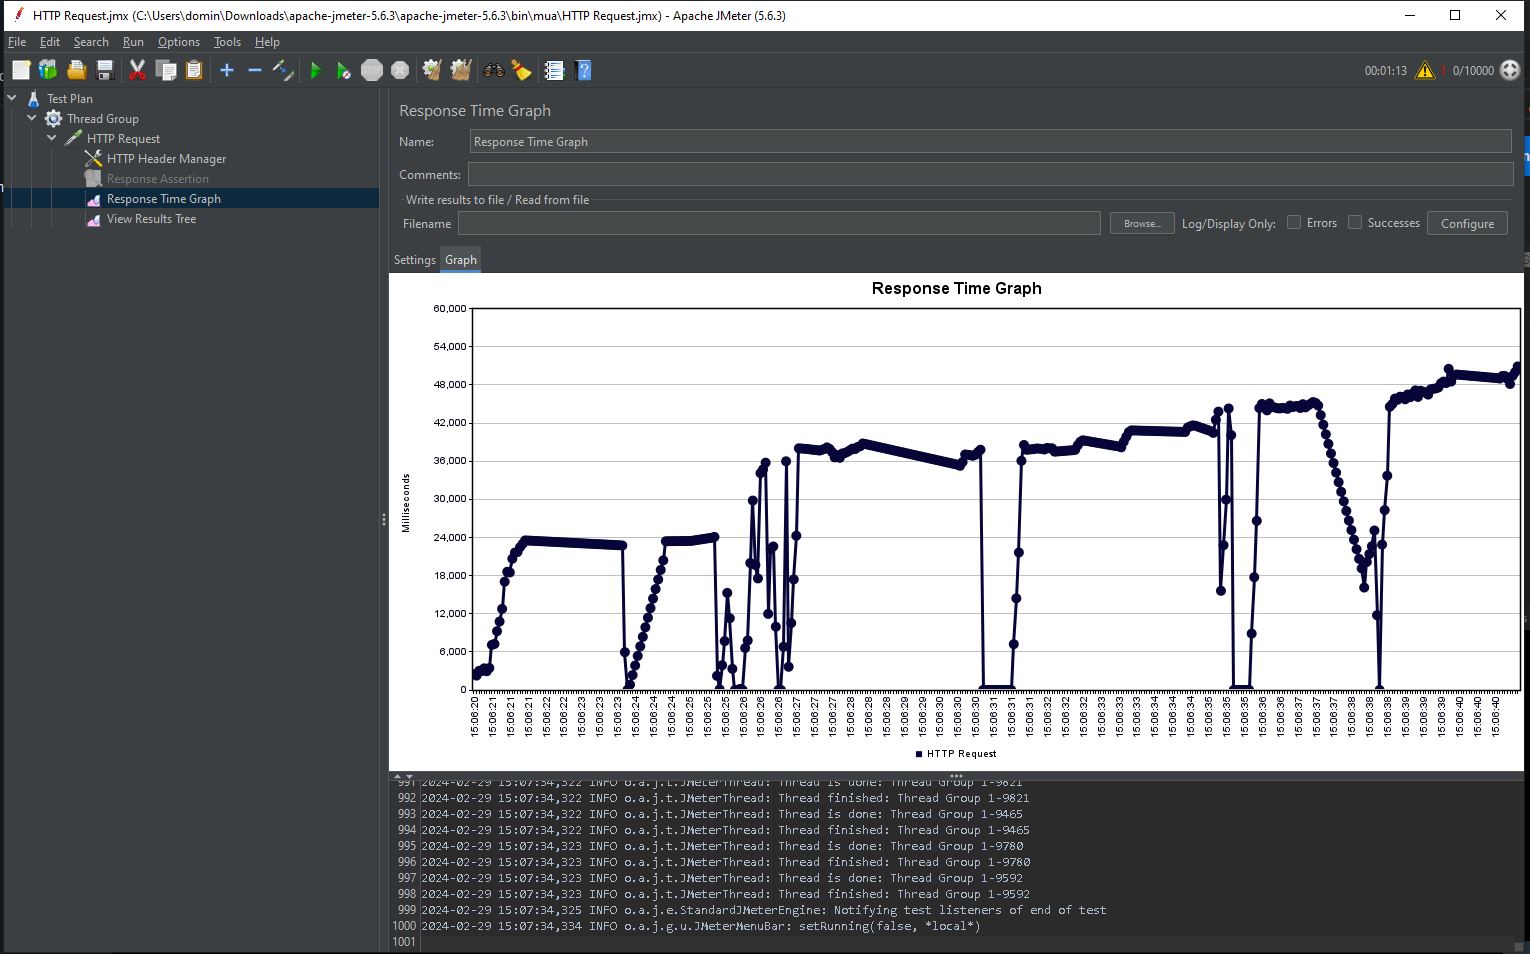 HTTP Request.jmx (C:\Users\domin\Downloads\apache-jmeter-5.6.3\apache-jmeter-5.6.3\bin\mua\HTTP Request.jmx) - Apache JMeter (5.6.3)
File Edit Search Run Options Tools Help
00:01:13 1 0/10000
Test Plan
Thread Group
HTTP Request
HTTP Header Manager
Response Assertion
Response Time Graph
View Results Tree
Response Time Graph
Name: Response Time Graph
Comments:
Write results to file / Read from file
Filename Browse... Log/Display Only: Errors Successes Configure
Settings Graph
Response Time Graph
60,000
54,000
48,000
42,000
36,000
30,000
24,000
18,000
12,000
6,000
0
Milliseconds
15:06:20 15:06:21 15:06:21 15:06:21 15:06:22 15:06:22 15:06:22 15:06:23 15:06:23 15:06:24 15:06:24 15:06:24 15:06:25 15:06:25 15:06:25 15:06:26 15:06:26 15:06:26 15:06:27 15:06:27 15:06:27 15:06:28 15:06:28 15:06:28 15:06:29 15:06:29 15:06:30 15:06:30 15:06:30 15:06:31 15:06:31 15:06:31 15:06:32 15:06:32 15:06:32 15:06:33 15:06:33 15:06:34 15:06:34 15:06:34 15:06:35 15:06:35 15:06:35 15:06:36 15:06:36 15:06:36 15:06:37 15:06:37 15:06:37 15:06:38 15:06:38 15:06:38 15:06:39 15:06:39 15:06:39 15:06:40 15:06:40 15:06:40
HTTP Request
991 2024-02-29 15:07:34,322 INFO o.a.j.t.JMeterThread: Thread is done: Thread Group 1-9821
992 2024-02-29 15:07:34,322 INFO o.a.j.t.JMeterThread: Thread finished: Thread Group 1-9821
993 2024-02-29 15:07:34,322 INFO o.a.j.t.JMeterThread: Thread is done: Thread Group 1-9465
994 2024-02-29 15:07:34,322 INFO o.a.j.t.JMeterThread: Thread finished: Thread Group 1-9465
995 2024-02-29 15:07:34,323 INFO o.a.j.t.JMeterThread: Thread is done: Thread Group 1-9780
996 2024-02-29 15:07:34,323 INFO o.a.j.t.JMeterThread: Thread finished: Thread Group 1-9780
997 2024-02-29 15:07:34,323 INFO o.a.j.t.JMeterThread: Thread is done: Thread Group 1-9592
998 2024-02-29 15:07:34,323 INFO o.a.j.t.JMeterThread: Thread finished: Thread Group 1-9592
999 2024-02-29 15:07:34,325 INFO o.a.j.e.StandardJMeterEngine: Notifying test listeners of end of test
1000 2024-02-29 15:07:34,334 INFO o.a.j.g.u.JMeterMenuBar: setRunning(false, *local*)
1001